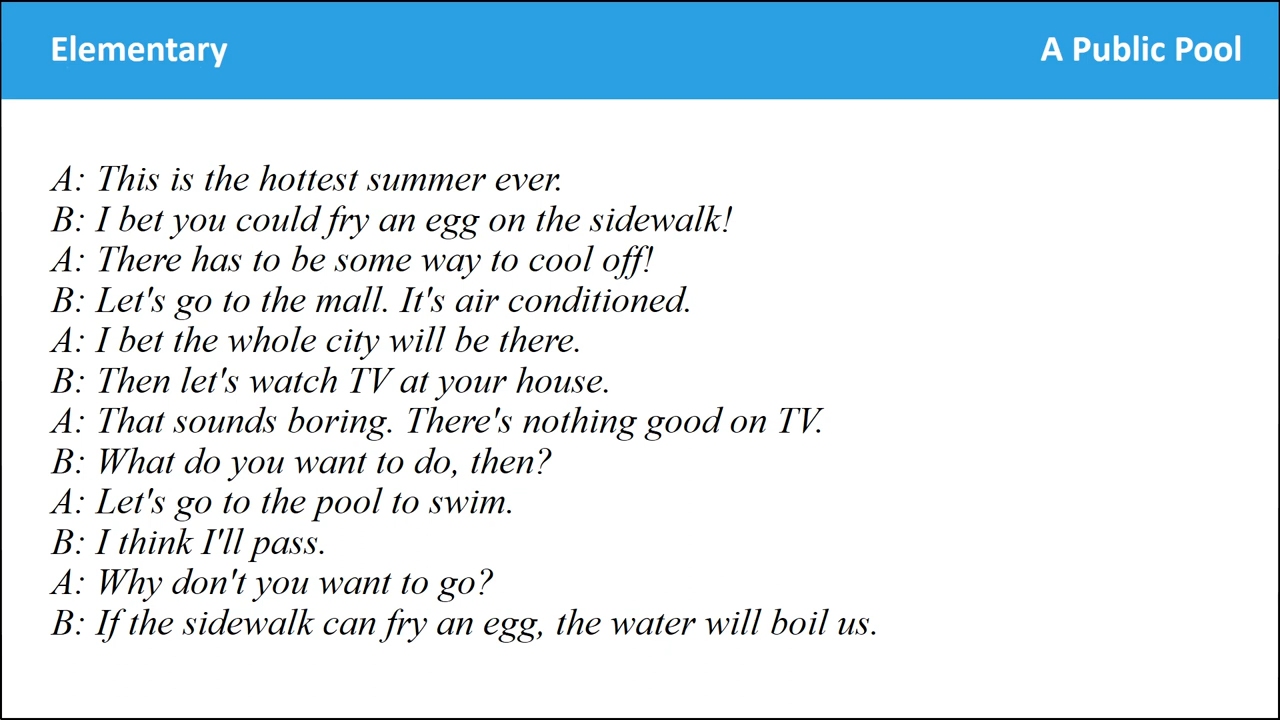 Elementary
A Public Pool
A: This is the hottest summer ever.
B: I bet you could fry an egg on the sidewalk!
A: There has to be some way to cool off!
B: Let's go to the mall. It's air conditioned.
A: I bet the whole city will be there.
B: Then let's watch TV at your house.
A: That sounds boring. There's nothing good on TV.
B: What do you want to do, then?
A: Let's go to the pool to swim.
B: I think I'll pass.
A: Why don't you want to go?
B: If the sidewalk can fry an egg, the water will boil us.